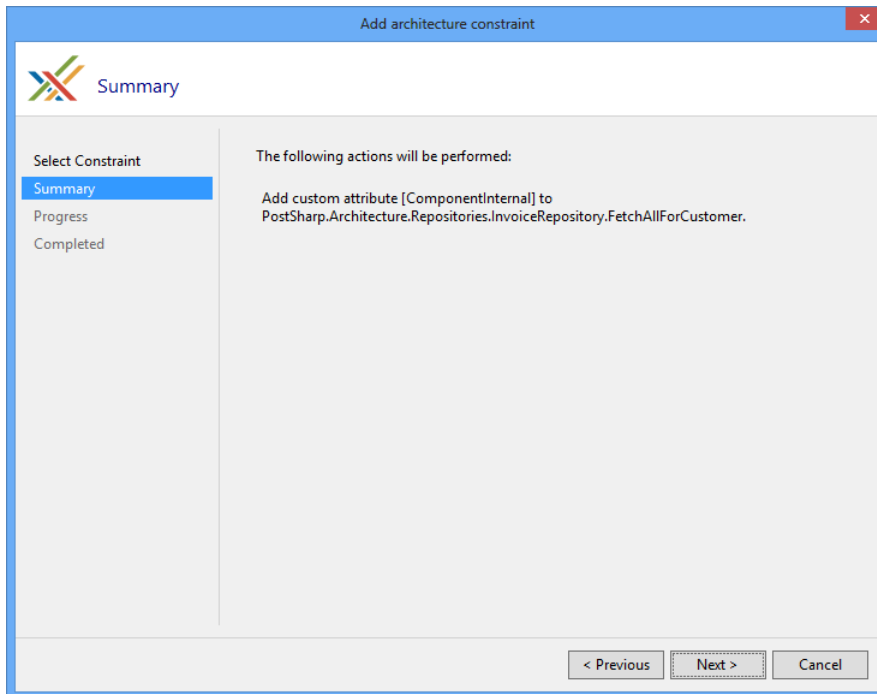 Add architecture constraint
Summary
Select Constraint
Summary
Progress
Completed
The following actions will be performed:
Add custom attribute [ComponentInternal] to
PostSharp.Architecture.Repositories.InvoiceRepository.FetchAllForCustomer.
< Previous
Next >
Cancel